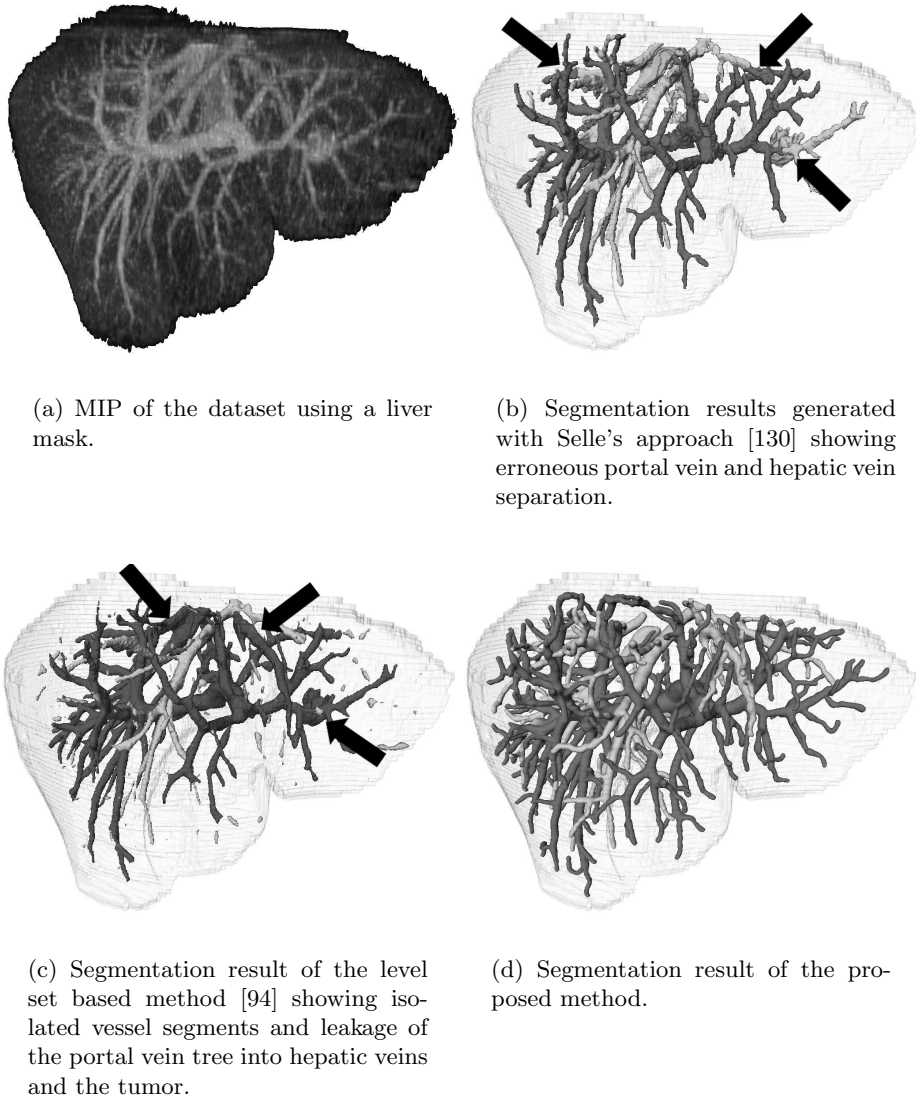 (a) MIP of the dataset using a liver
mask.
(b) Segmentation results generated
with Selle's approach [130] showing
erroneous portal vein and hepatic vein
separation.
(c) Segmentation result of the level
set based method [94] showing iso-
lated vessel segments and leakage of
the portal vein tree into hepatic veins
and the tumor.
(d) Segmentation result of the pro-
posed method.